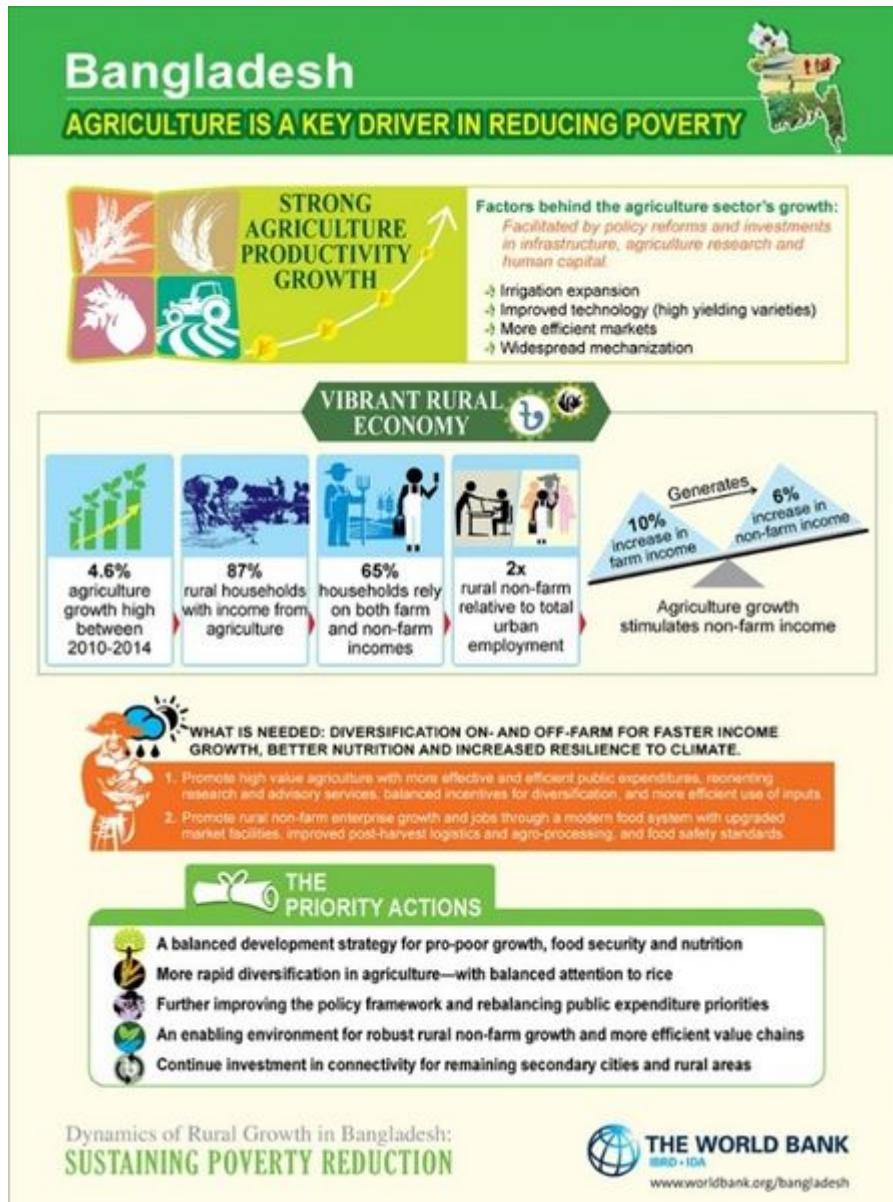 Bangladesh
AGRICULTURE IS A KEY DRIVER IN REDUCING POVERTY
STRONG
AGRICULTURE
PRODUCTIVITY
GROWTH
Factors behind the agriculture sector's growth:
Facilitated by policy reforms and investments
in infrastructure, agriculture research and
human capital.
Irrigation expansion
Improved technology (high yielding varieties)
More efficient markets
Widespread mechanization
VIBRANT RURAL
ECONOMY
৳
4.6%
agriculture
growth high
between
2010-2014
87%
rural households
with income from
agriculture
65%
households rely
on both farm
and non-farm
incomes
2x
rural non-farm
relative to total
urban
employment
10%
increase in
farm income
Generates
6%
increase in
non-farm income
Agriculture growth
stimulates non-farm income
WHAT IS NEEDED: DIVERSIFICATION ON- AND OFF-FARM FOR FASTER INCOME
GROWTH, BETTER NUTRITION AND INCREASED RESILIENCE TO CLIMATE.
1. Promote high value agriculture with more effective and efficient public expenditures, reorienting
research and advisory services, balanced incentives for diversification, and more efficient use of inputs.
2. Promote rural non-farm enterprise growth and jobs through a modern food system with upgraded
market facilities, improved post-harvest logistics and agro-processing, and food safety standards.
THE
PRIORITY ACTIONS
A balanced development strategy for pro-poor growth, food security and nutrition
More rapid diversification in agriculture—with balanced attention to rice
Further improving the policy framework and rebalancing public expenditure priorities
An enabling environment for robust rural non-farm growth and more efficient value chains
Continue investment in connectivity for remaining secondary cities and rural areas
Dynamics of Rural Growth in Bangladesh:
SUSTAINING POVERTY REDUCTION
THE WORLD BANK
IBRD • IDA
www.worldbank.org/bangladesh